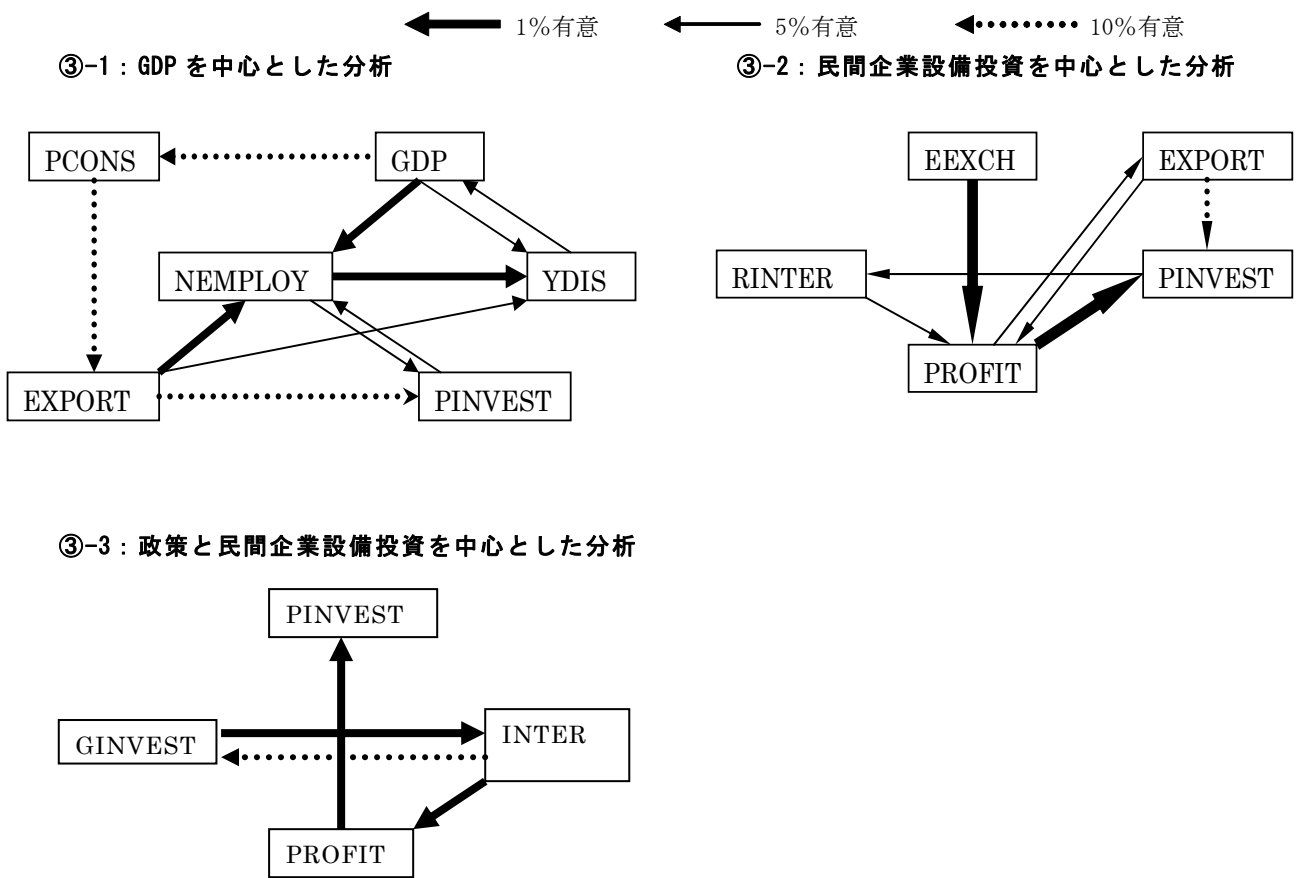 1%有意 5%有意 10%有意
③-1：GDPを中心とした分析 ③-2：民間企業設備投資を中心とした分析
PCONS GDP EEXCH EXPORT
NEMPLOY YDIS RINTER PINVEST
EXPORT PINVEST PROFIT
③-3：政策と民間企業設備投資を中心とした分析
PINVEST
GINVEST INTER
PROFIT